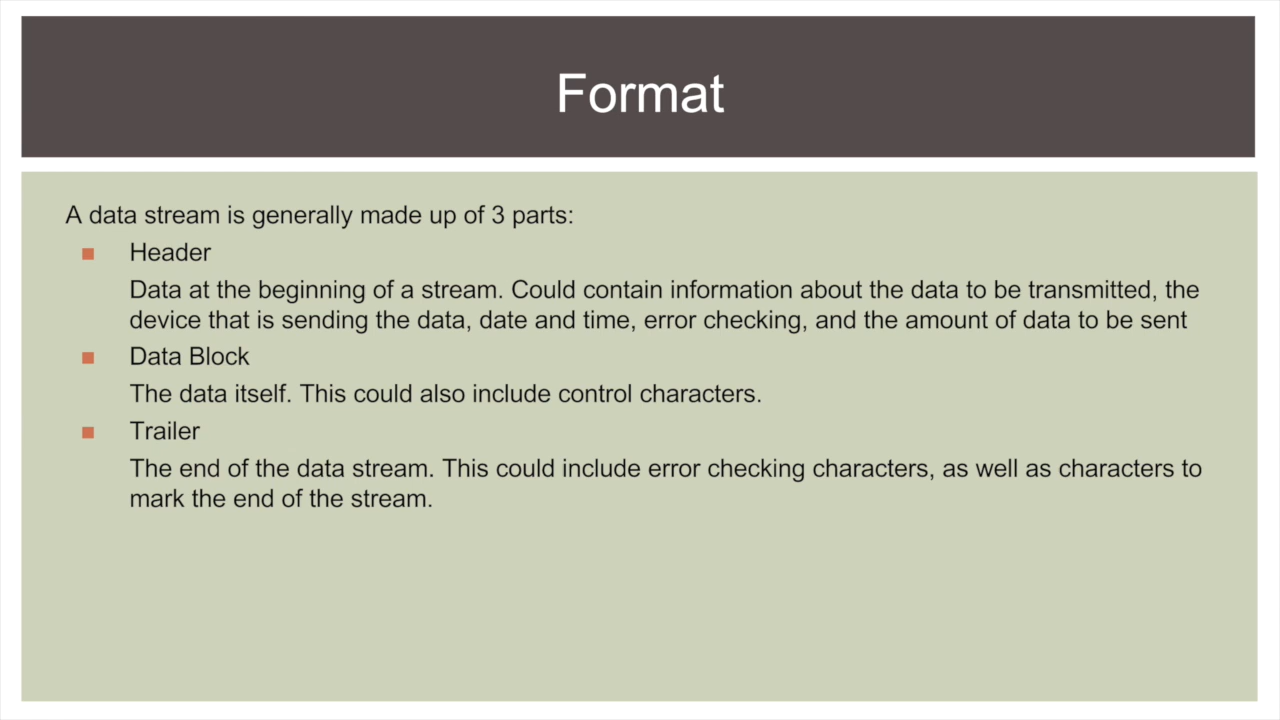 Format
A data stream is generally made up of 3 parts:
Header
Data at the beginning of a stream. Could contain information about the data to be transmitted, the
device that is sending the data, date and time, error checking, and the amount of data to be sent
Data Block
The data itself. This could also include control characters.
Trailer
The end of the data stream. This could include error checking characters, as well as characters to
mark the end of the stream.